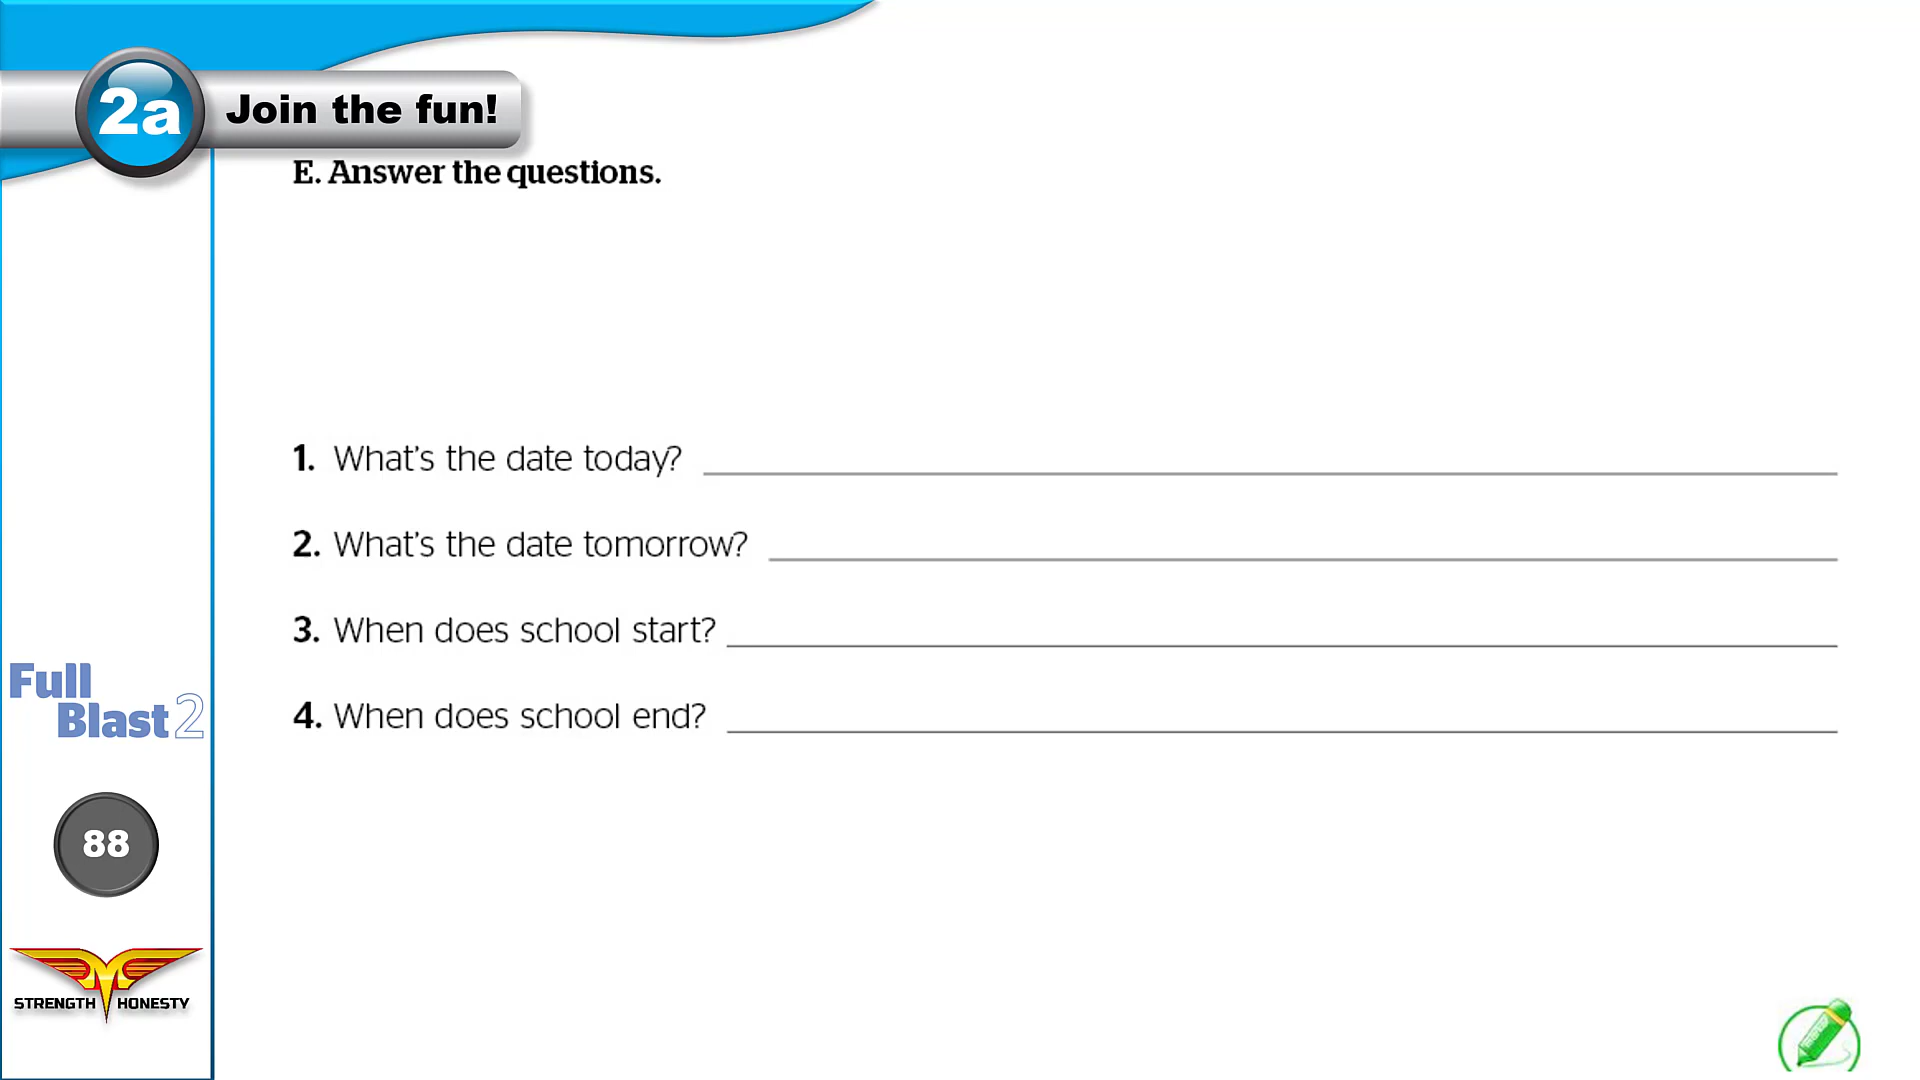 2a Join the fun!
E. Answer the questions.
1. What's the date today?
2. What's the date tomorrow?
3. When does school start?
4. When does school end?
Full
Blast 2
88
STRENGTH HONESTY